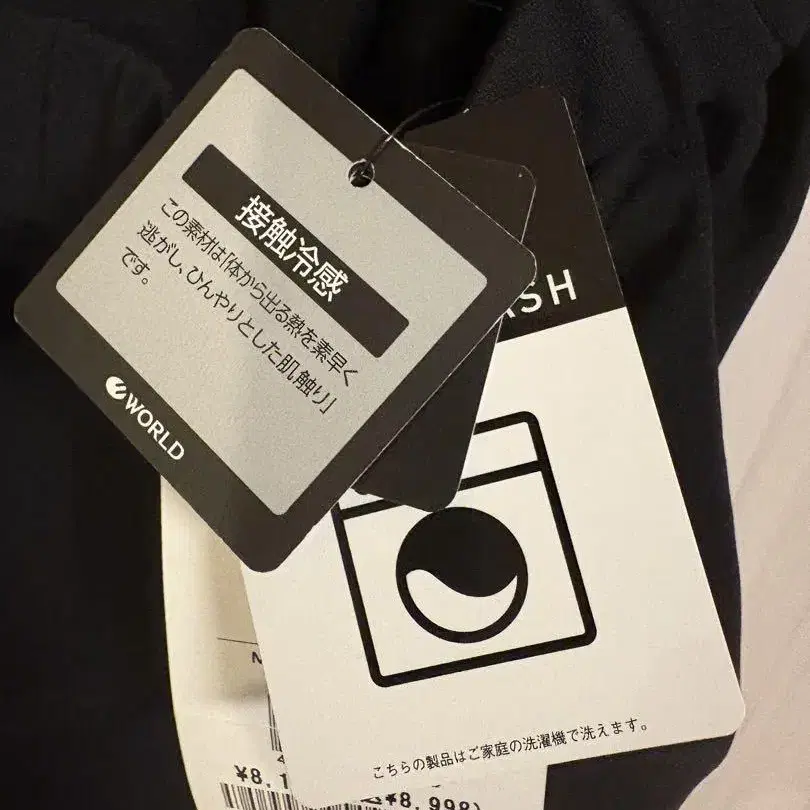 接触冷感
この素材は「体から出る熱を素早く
逃がし、ひんやりとした肌触り」
です。
WORLD
こちらの製品はご家庭の洗濯機で洗えます。
¥8,998)